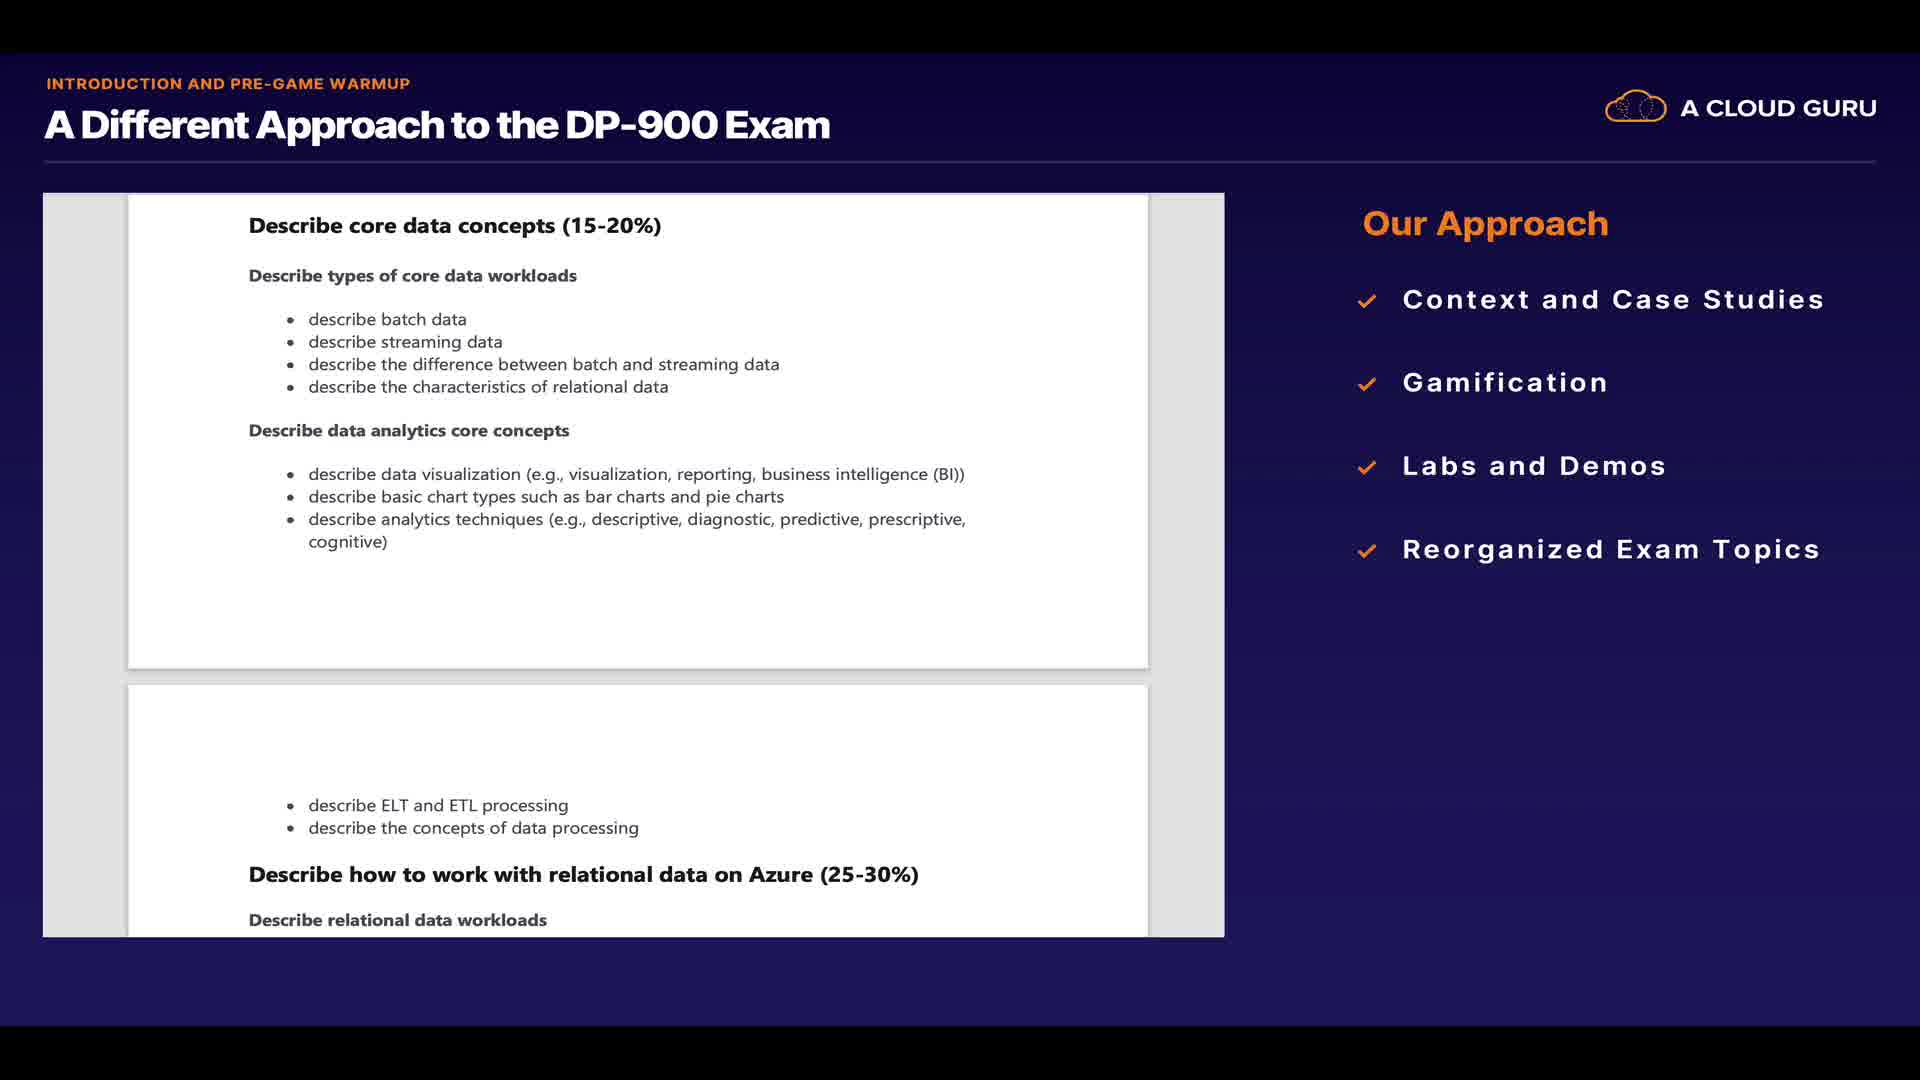 INTRODUCTION AND PRE-GAME WARMUP
A Different Approach to the DP-900 Exam
A CLOUD GURU
Describe core data concepts (15-20%)
Describe types of core data workloads
• describe batch data
• describe streaming data
• describe the difference between batch and streaming data
• describe the characteristics of relational data
Describe data analytics core concepts
• describe data visualization (e.g., visualization, reporting, business intelligence (BI))
• describe basic chart types such as bar charts and pie charts
• describe analytics techniques (e.g., descriptive, diagnostic, predictive, prescriptive,
cognitive)
• describe ELT and ETL processing
• describe the concepts of data processing
Describe how to work with relational data on Azure (25-30%)
Describe relational data workloads
Our Approach
Context and Case Studies
Gamification
Labs and Demos
Reorganized Exam Topics